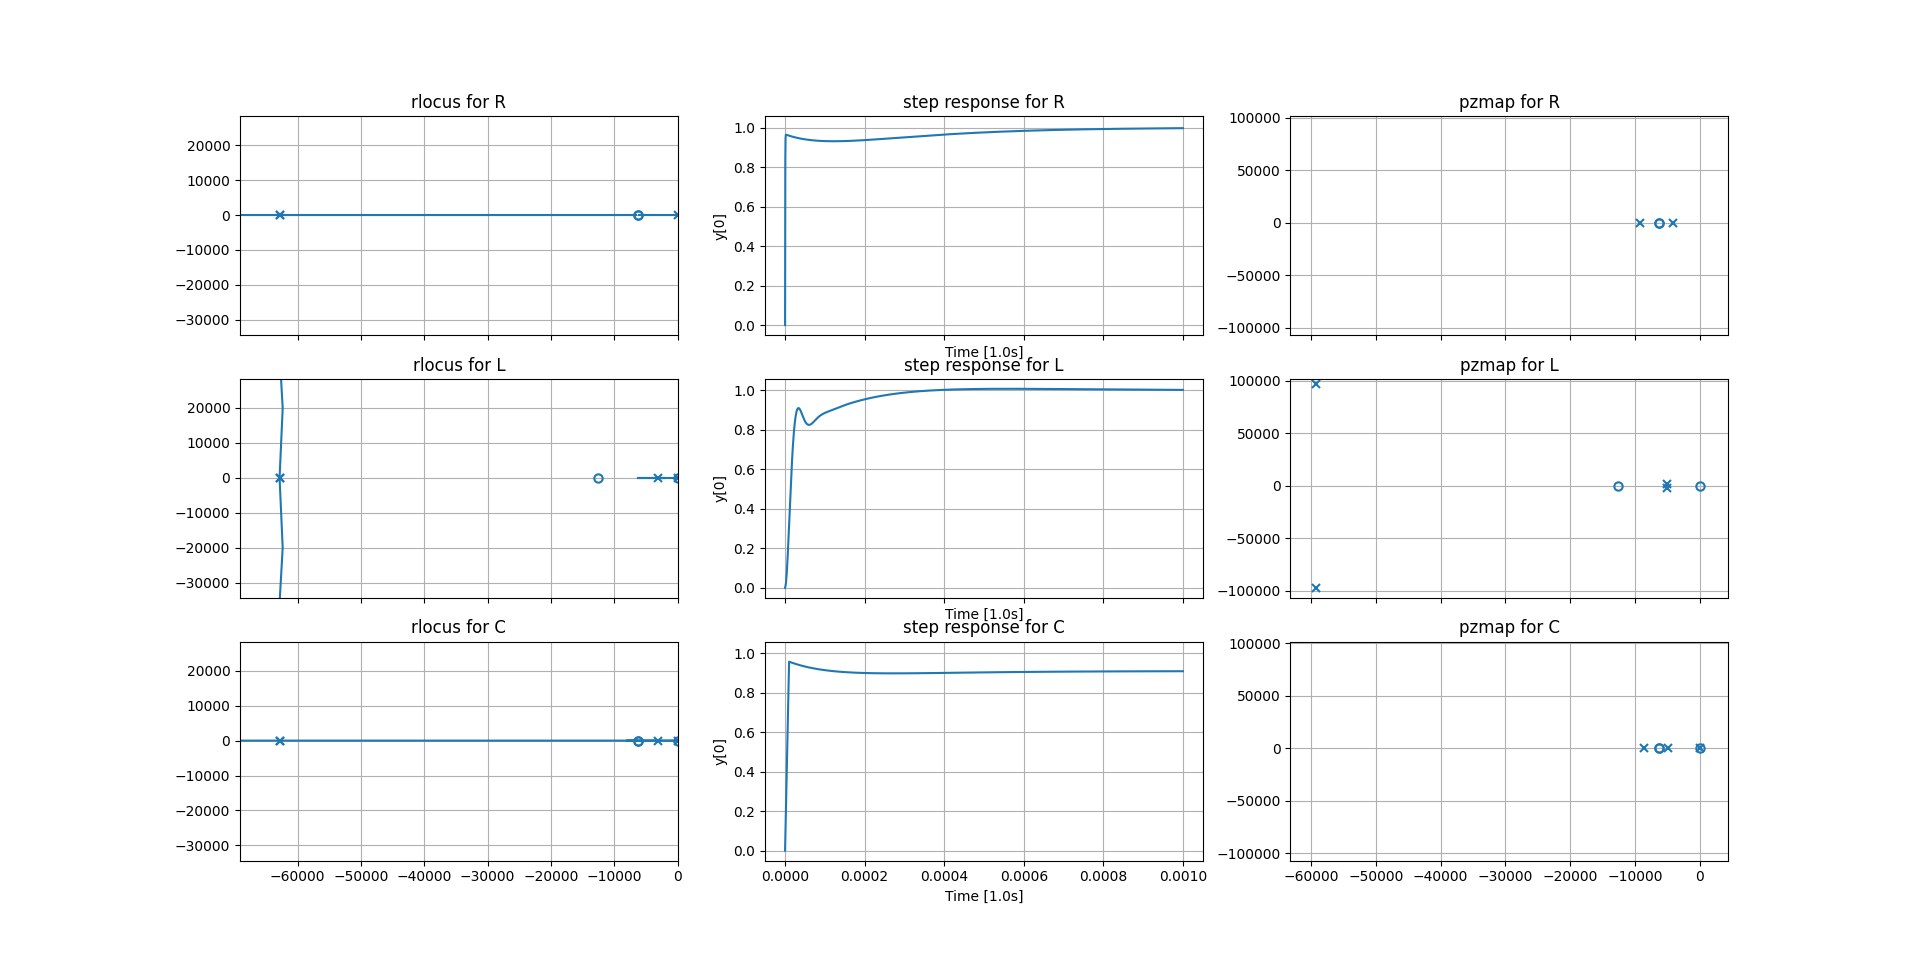 rlocus for R
step response for R
pzmap for R
20000
10000
0
−10000
−20000
−30000
1.0
0.8
0.6
0.4
0.2
0.0
y[0]
Time [1.0s]
100000
50000
0
−50000
−100000
rlocus for L
step response for L
pzmap for L
20000
10000
0
−10000
−20000
−30000
1.0
0.8
0.6
0.4
0.2
0.0
y[0]
Time [1.0s]
100000
50000
0
−50000
−100000
rlocus for C
step response for C
pzmap for C
20000
10000
0
−10000
−20000
−30000
−60000 −50000 −40000 −30000 −20000 −10000 0
1.0
0.8
0.6
0.4
0.2
0.0
y[0]
0.0000 0.0002 0.0004 0.0006 0.0008 0.0010
Time [1.0s]
100000
50000
0
−50000
−100000
−60000 −50000 −40000 −30000 −20000 −10000 0